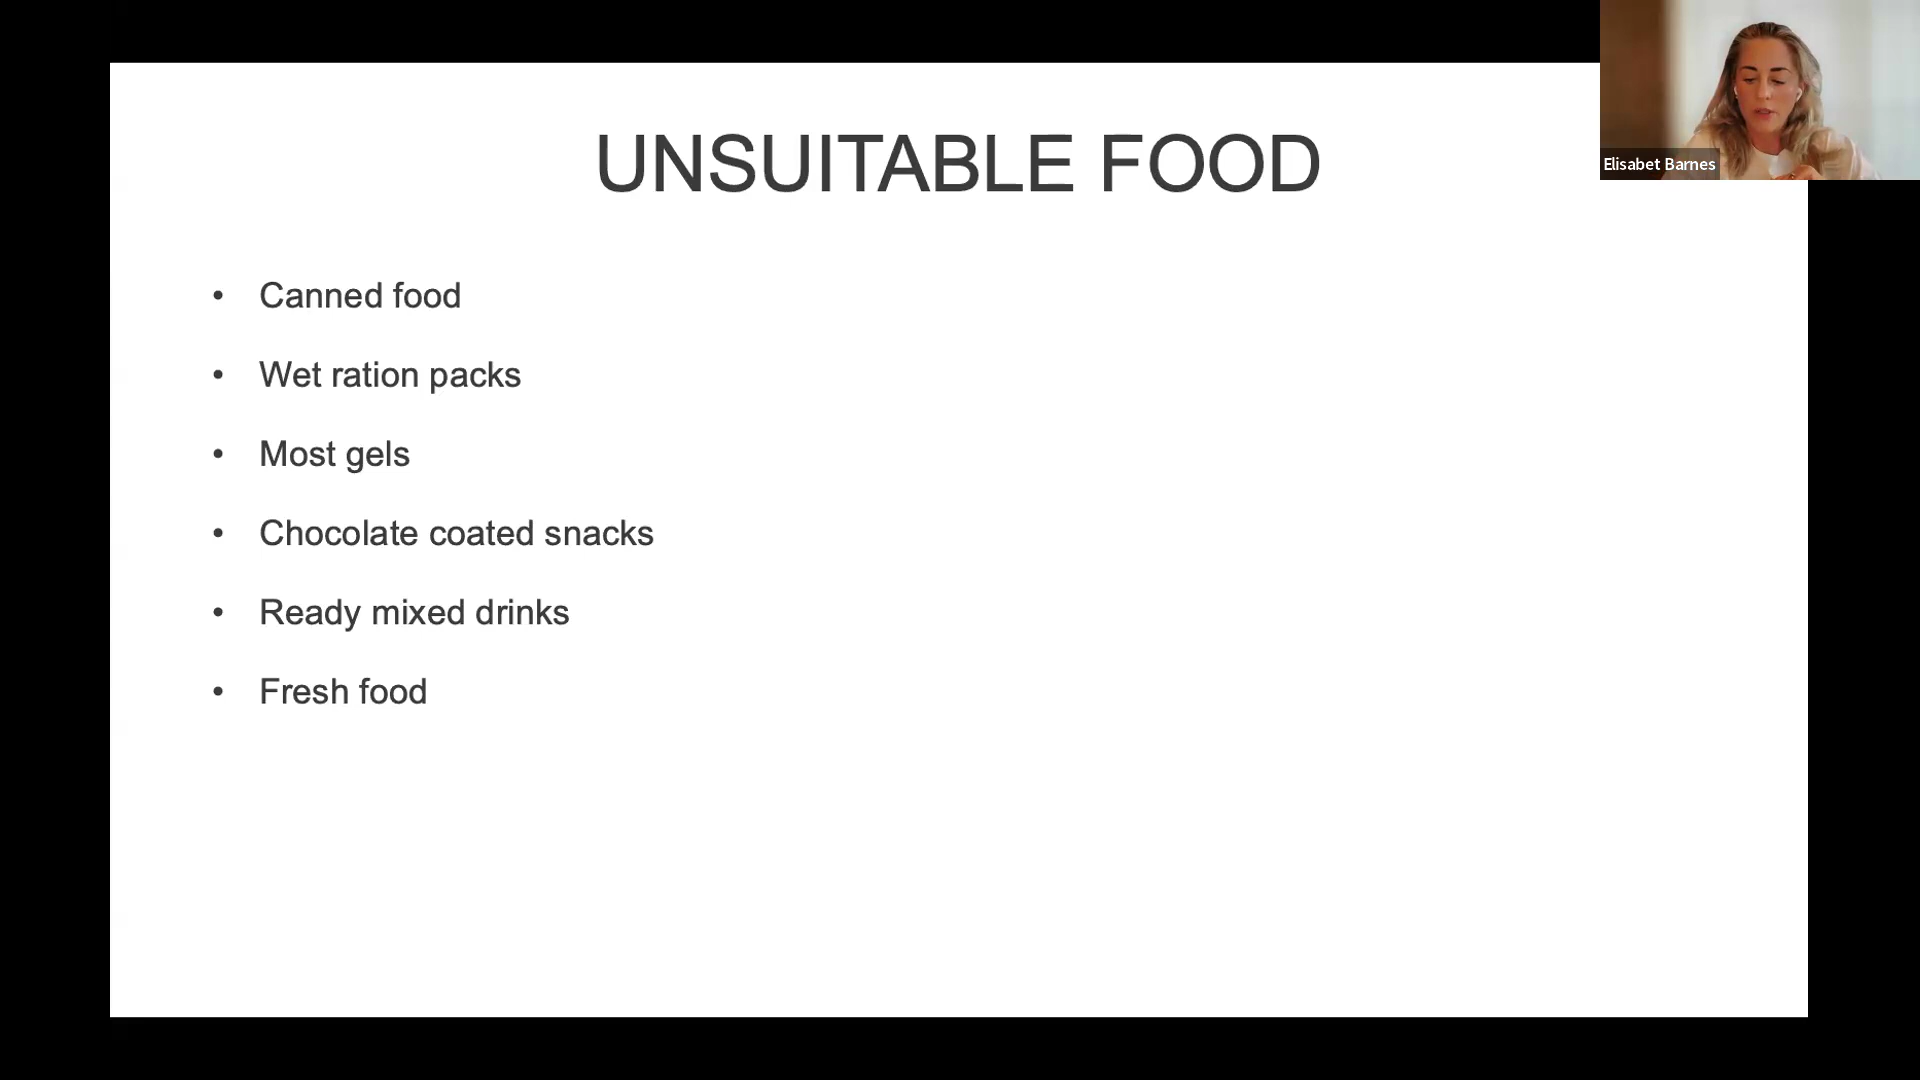 UNSUITABLE FOOD
Elisabet Barnes
• Canned food
• Wet ration packs
• Most gels
• Chocolate coated snacks
• Ready mixed drinks
• Fresh food